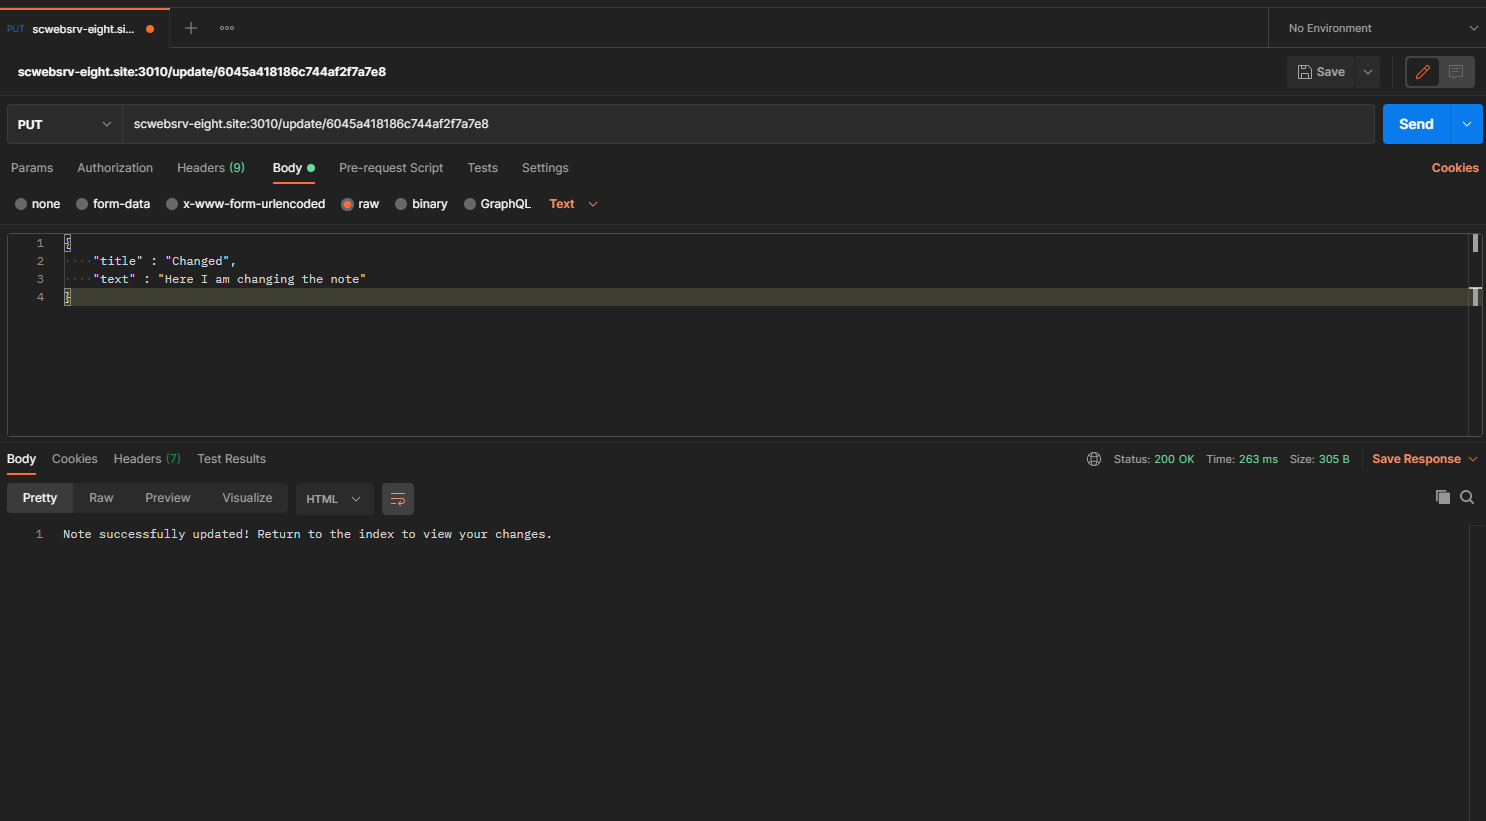 PUT scwebsrv-eight.si...
No Environment
scwebsrv-eight.site:3010/update/6045a418186c744af2f7a7e8
Save
PUT scwebsrv-eight.site:3010/update/6045a418186c744af2f7a7e8 Send
Params Authorization Headers (9) Body Pre-request Script Tests Settings Cookies
none form-data x-www-form-urlencoded raw binary GraphQL Text
1 {
2 "title" : "Changed",
3 "text" : "Here I am changing the note"
4 }
Body Cookies Headers (7) Test Results Status: 200 OK Time: 263 ms Size: 305 B Save Response
Pretty Raw Preview Visualize HTML
1 Note successfully updated! Return to the index to view your changes.